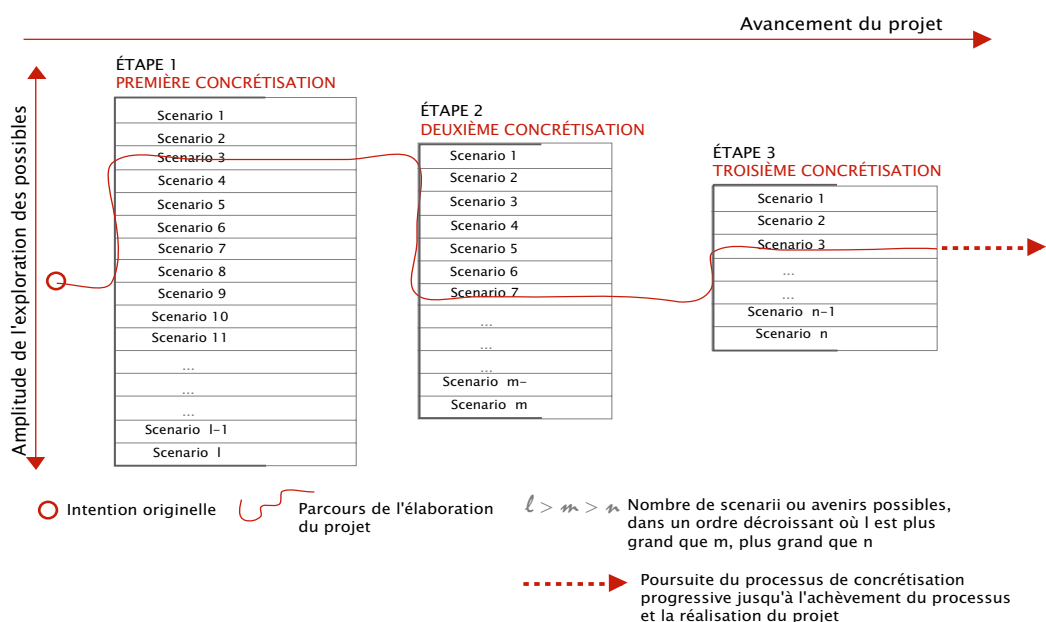 Avancement du projet
Amplitude de l'exploration des possibles
ÉTAPE 1
PREMIÈRE CONCRÉTISATION
Scenario 1
Scenario 2
Scenario 3
Scenario 4
Scenario 5
Scenario 6
Scenario 7
Scenario 8
Scenario 9
Scenario 10
Scenario 11
...
...
...
Scenario l-1
Scenario l
ÉTAPE 2
DEUXIÈME CONCRÉTISATION
Scenario 1
Scenario 2
Scenario 3
Scenario 4
Scenario 5
Scenario 6
Scenario 7
...
...
...
Scenario m-
Scenario m
ÉTAPE 3
TROISIÈME CONCRÉTISATION
Scenario 1
Scenario 2
Scenario 3
...
...
Scenario n-1
Scenario n
Intention originelle
Parcours de l'élaboration
du projet
l > m > n
Nombre de scenarii ou avenirs possibles,
dans un ordre décroissant où l est plus
grand que m, plus grand que n
Poursuite du processus de concrétisation
progressive jusqu'à l'achèvement du processus
et la réalisation du projet